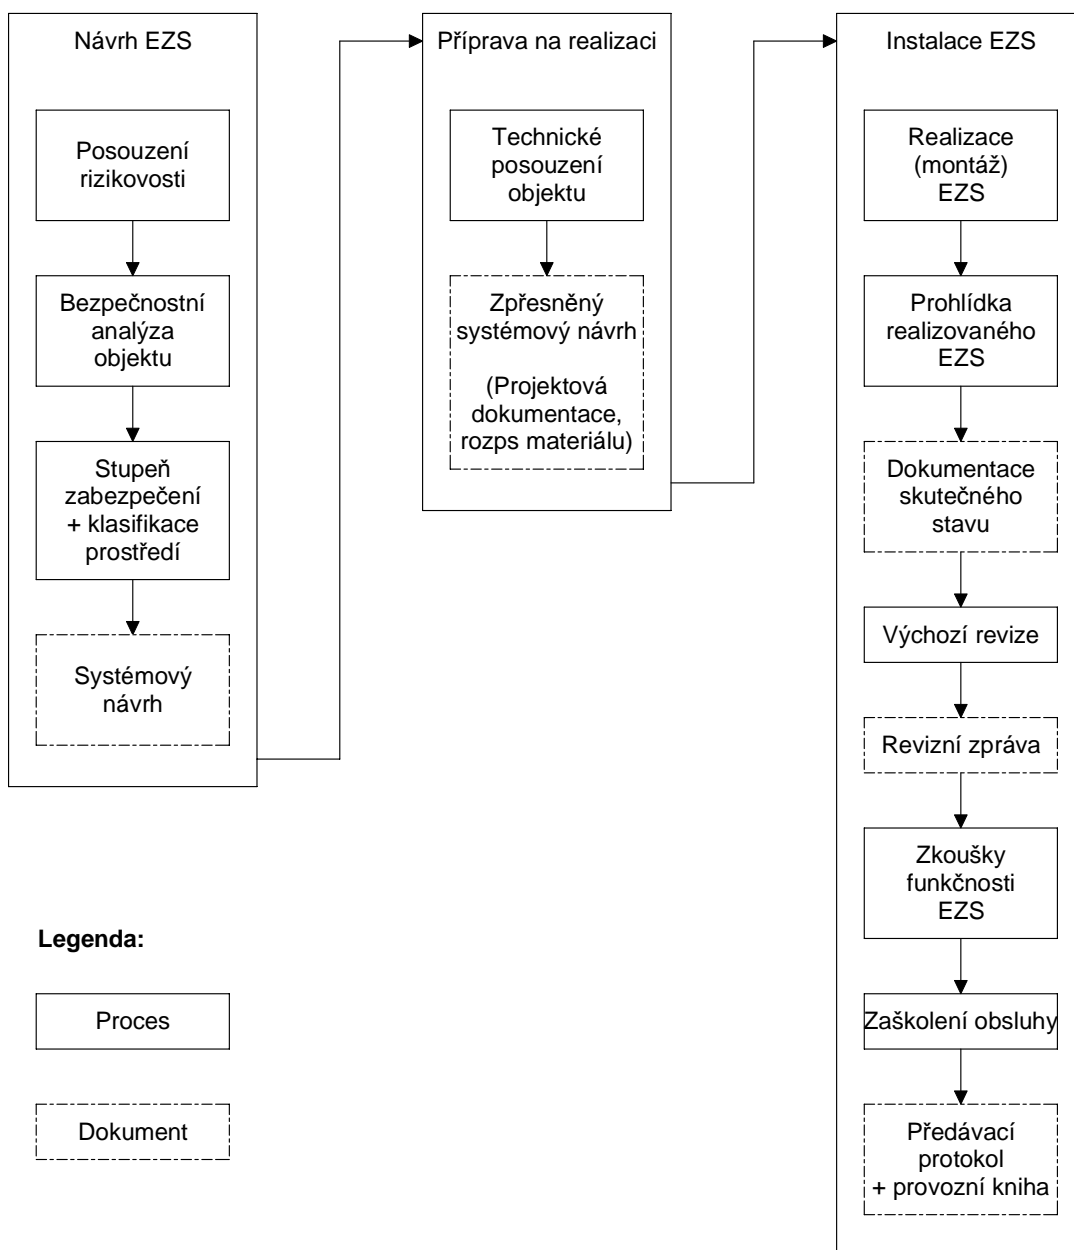 Návrh EZS
Posouzení
rizikovosti
Bezpečnostní
analýza
objektu
Stupeň
zabezpečení
+ klasifikace
prostředí
Systémový
návrh
Příprava na realizaci
Technické
posouzení
objektu
Zpřesněný
systémový návrh
(Projektová
dokumentace,
rozps materiálu)
Instalace EZS
Realizace
(montáž)
EZS
Prohlídka
realizovaného
EZS
Dokumentace
skutečného
stavu
Výchozí revize
Revizní zpráva
Zkoušky
funkčnosti
EZS
Zaškolení obsluhy
Předávací
protokol
+ provozní kniha
Legenda:
Proces
Dokument